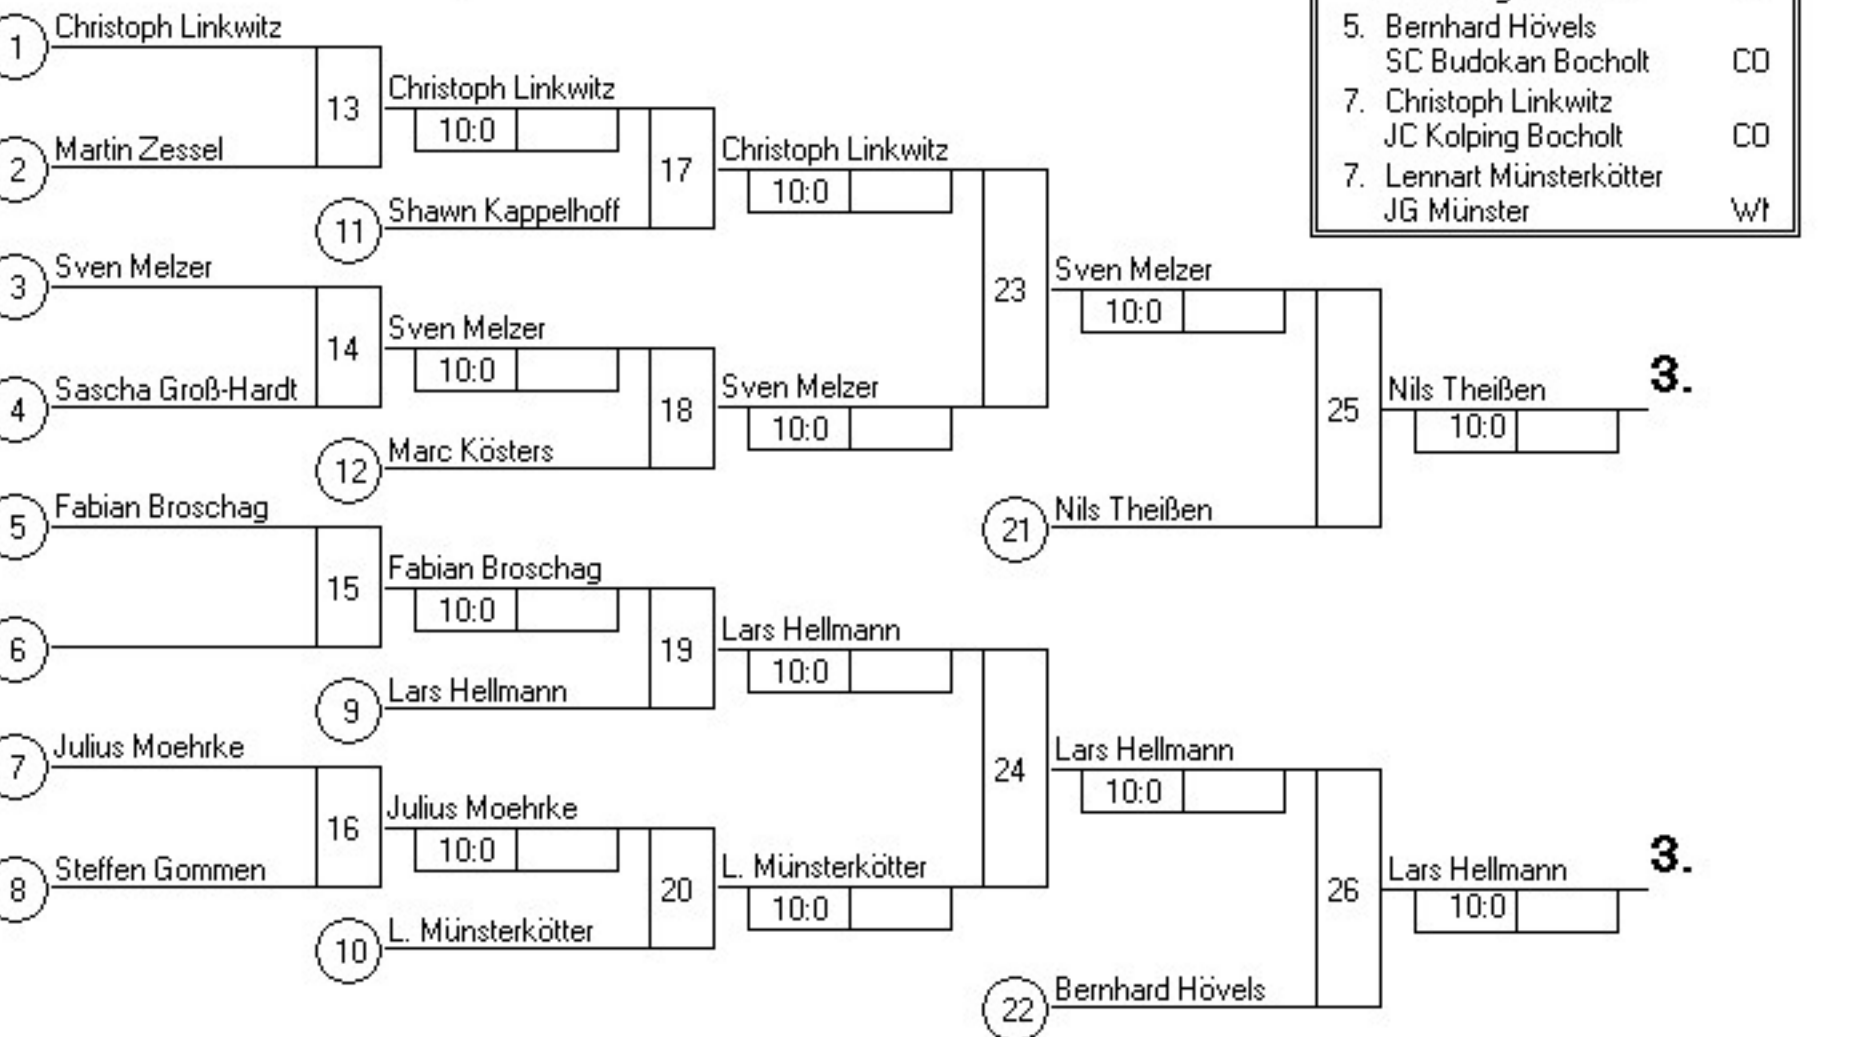 1 Christoph Linkwitz
13
2 Martin Zessel
Christoph Linkwitz
10:0
11 Shawn Kappelhoff
17
Christoph Linkwitz
10:0
3 Sven Melzer
14
4 Sascha Groß-Hardt
Sven Melzer
10:0
12 Marc Kösters
18
Sven Melzer
10:0
23
Sven Melzer
10:0
21 Nils Theißen
25
Nils Theißen 3.
10:0
5 Fabian Broschag
15
6
Fabian Broschag
10:0
9 Lars Hellmann
19
Lars Hellmann
10:0
7 Julius Moehrke
16
8 Steffen Gommen
Julius Moehrke
10:0
10 L. Münsterkötter
20
L. Münsterkötter
10:0
24
Lars Hellmann
10:0
22 Bernhard Hövels
26
Lars Hellmann 3.
10:0
5. Bernhard Hövels
SC Budokan Bocholt CO
7. Christoph Linkwitz
JC Kolping Bocholt CO
7. Lennart Münsterkötter
JG Münster